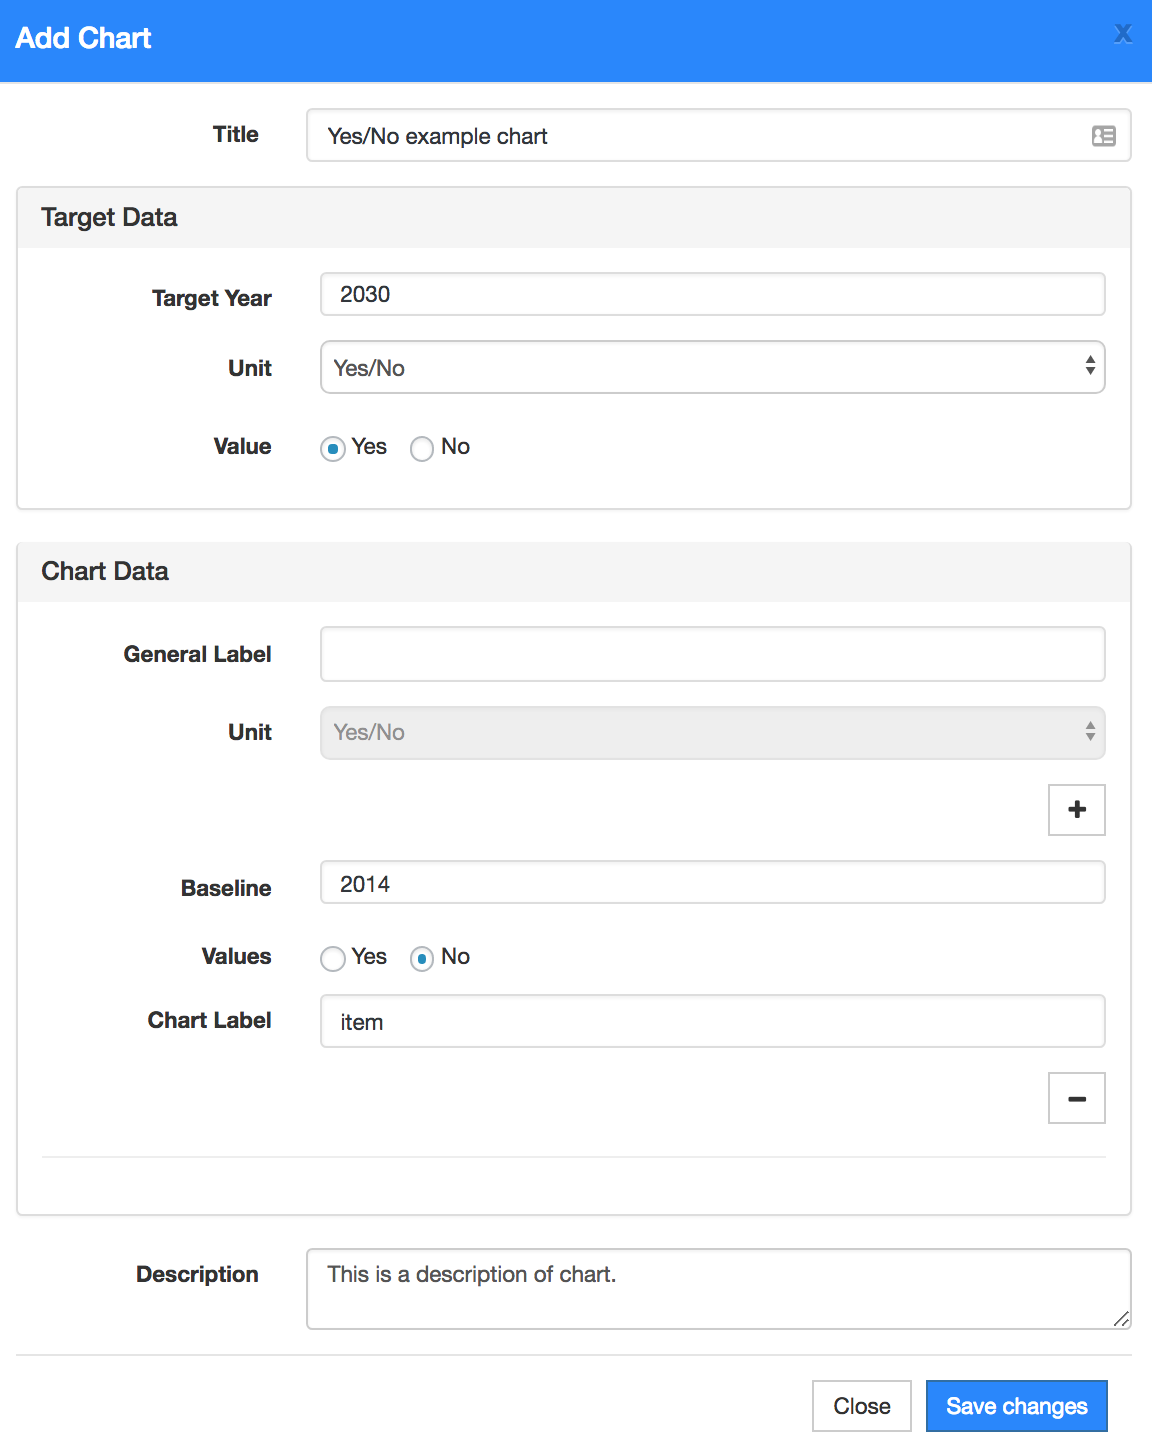 Add Chart X
Title Yes/No example chart
Target Data
Target Year 2030
Unit Yes/No
Value Yes No
Chart Data
General Label
Unit Yes/No
+
Baseline 2014
Values Yes No
Chart Label item
−
Description This is a description of chart.
Close Save changes